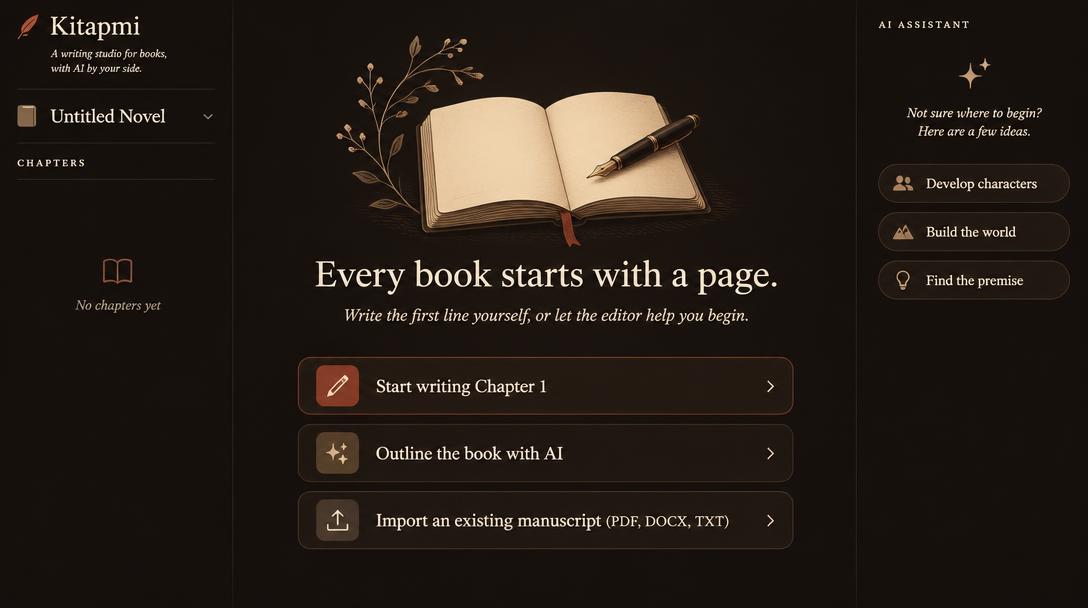 Kitapmi
A writing studio for books,
with AI by your side.
Untitled Novel
CHAPTERS
No chapters yet
Every book starts with a page.
Write the first line yourself, or let the editor help you begin.
Start writing Chapter 1
Outline the book with AI
Import an existing manuscript (PDF, DOCX, TXT)
AI ASSISTANT
Not sure where to begin?
Here are a few ideas.
Develop characters
Build the world
Find the premise